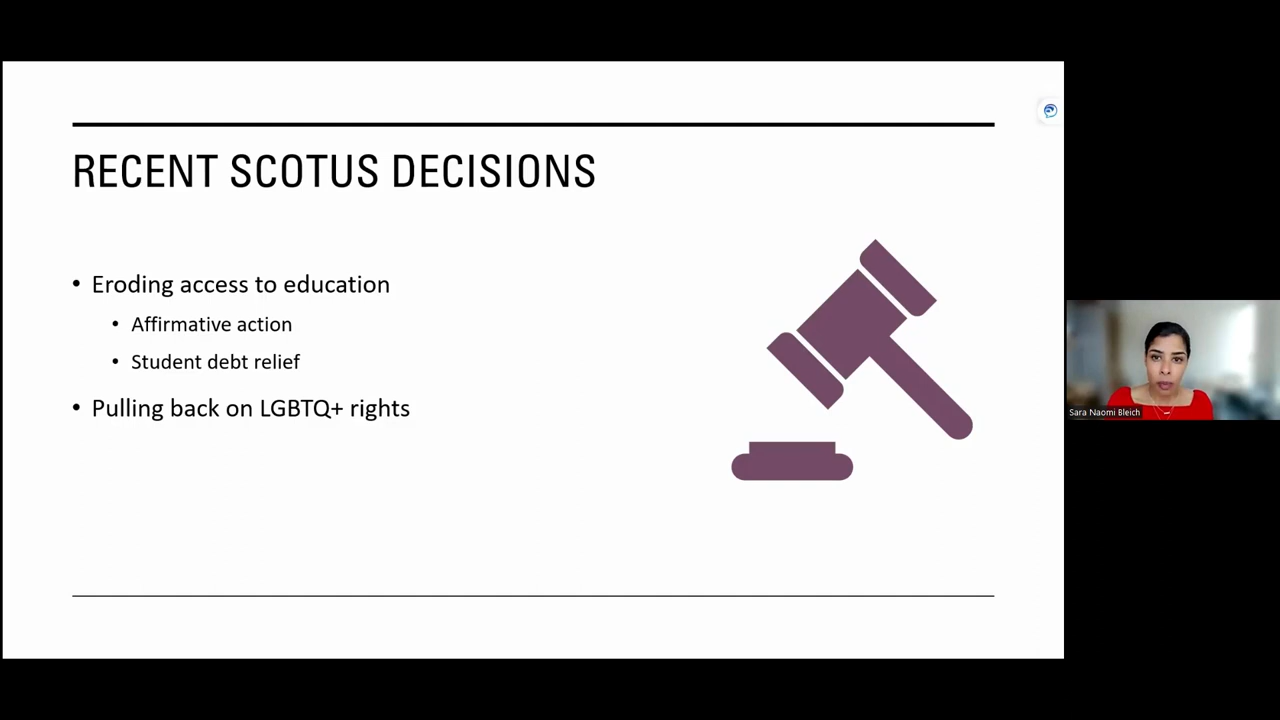 RECENT SCOTUS DECISIONS
• Eroding access to education
• Affirmative action
• Student debt relief
• Pulling back on LGBTQ+ rights
Sara Naomi Bleich